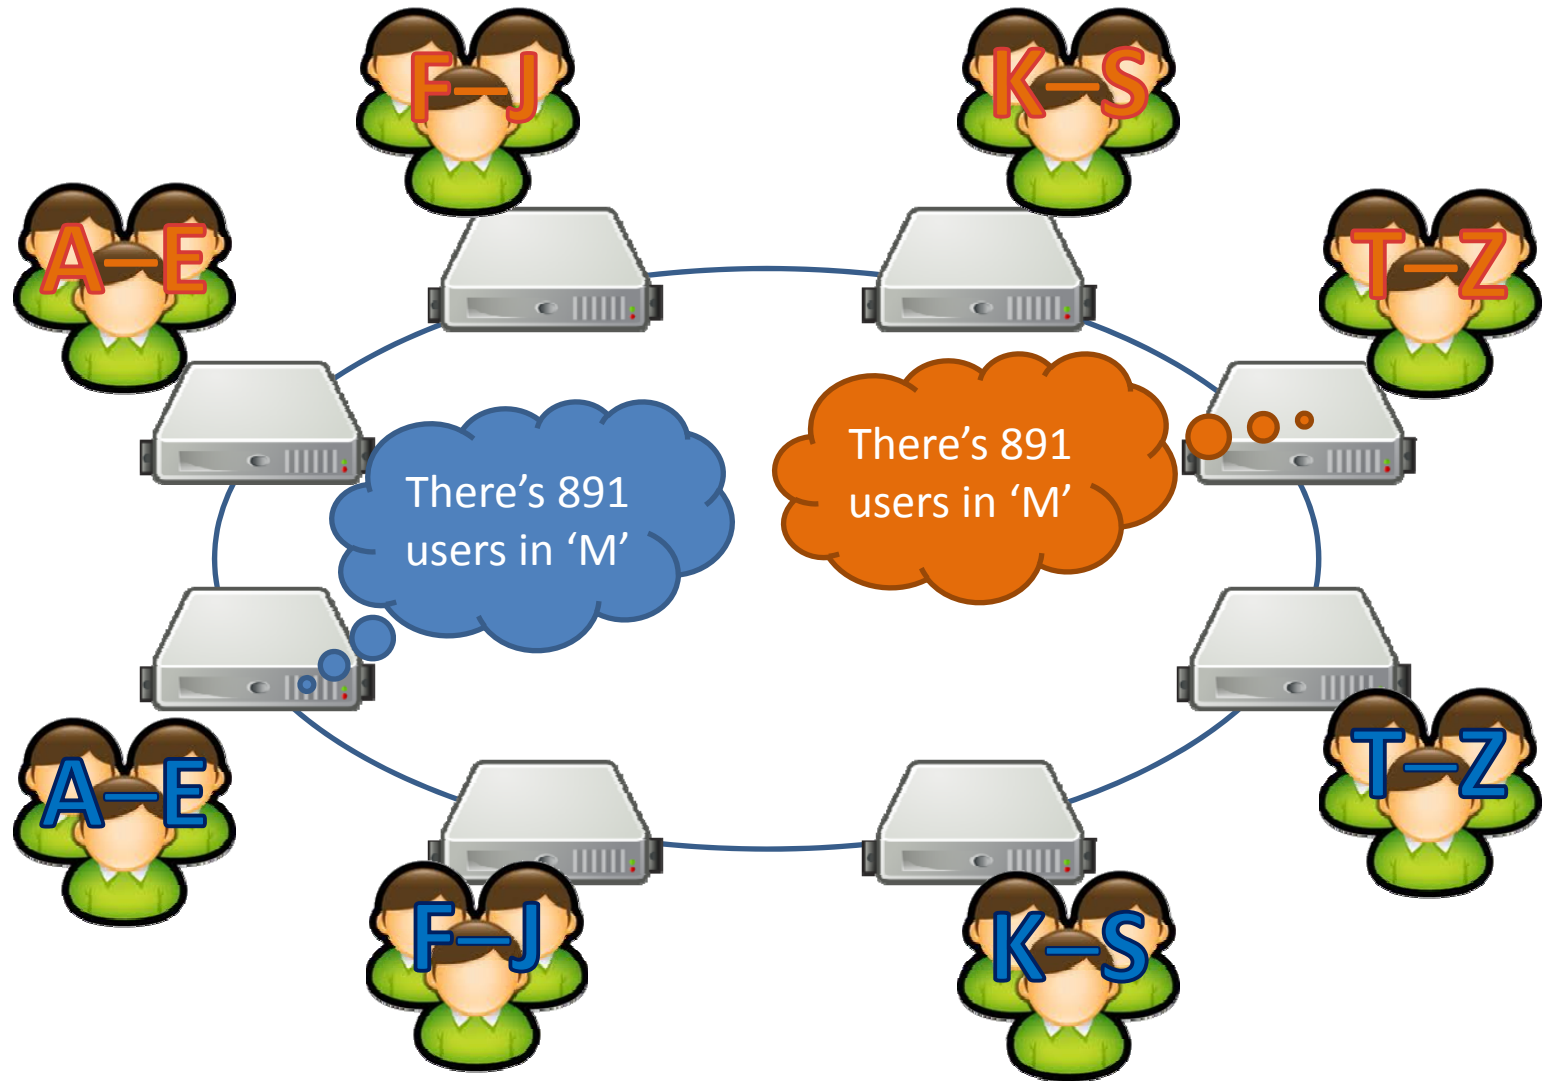 F–J
K–S
A–E
T–Z
There’s 891
users in ‘M’
There’s 891
users in ‘M’
A–E
T–Z
F–J
K–S